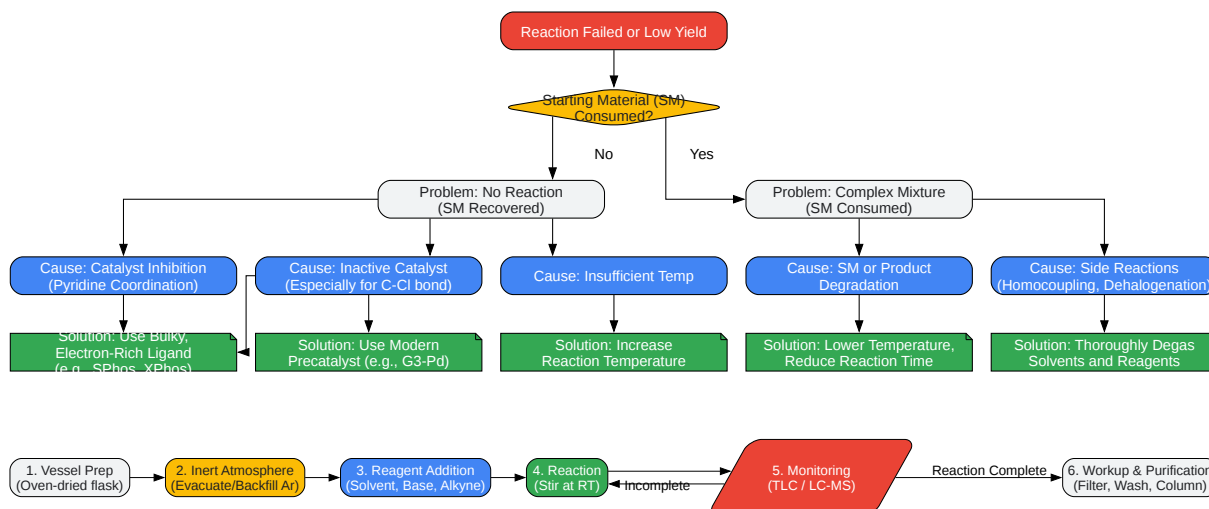 Reaction Failed or Low Yield
Starting Material (SM)
Consumed?
No
Yes
Problem: No Reaction
(SM Recovered)
Problem: Complex Mixture
(SM Consumed)
Cause: Catalyst Inhibition
(Pyridine Coordination)
Cause: Inactive Catalyst
(Especially for C-Cl bond)
Cause: Insufficient Temp
Cause: SM or Product
Degradation
Cause: Side Reactions
(Homocoupling, Dehalogenation)
Solution: Use Bulky,
Electron-Rich Ligand
(e.g., SPhos, XPhos)
Solution: Use Modern
Precatalyst (e.g., G3-Pd)
Solution: Increase
Reaction Temperature
Solution: Lower Temperature,
Reduce Reaction Time
Solution: Thoroughly Degas
Solvents and Reagents
1. Vessel Prep
(Oven-dried flask)
2. Inert Atmosphere
(Evacuate/Backfill Ar)
3. Reagent Addition
(Solvent, Base, Alkyne)
4. Reaction
(Stir at RT)
Incomplete
5. Monitoring
(TLC / LC-MS)
Reaction Complete
6. Workup & Purification
(Filter, Wash, Column)